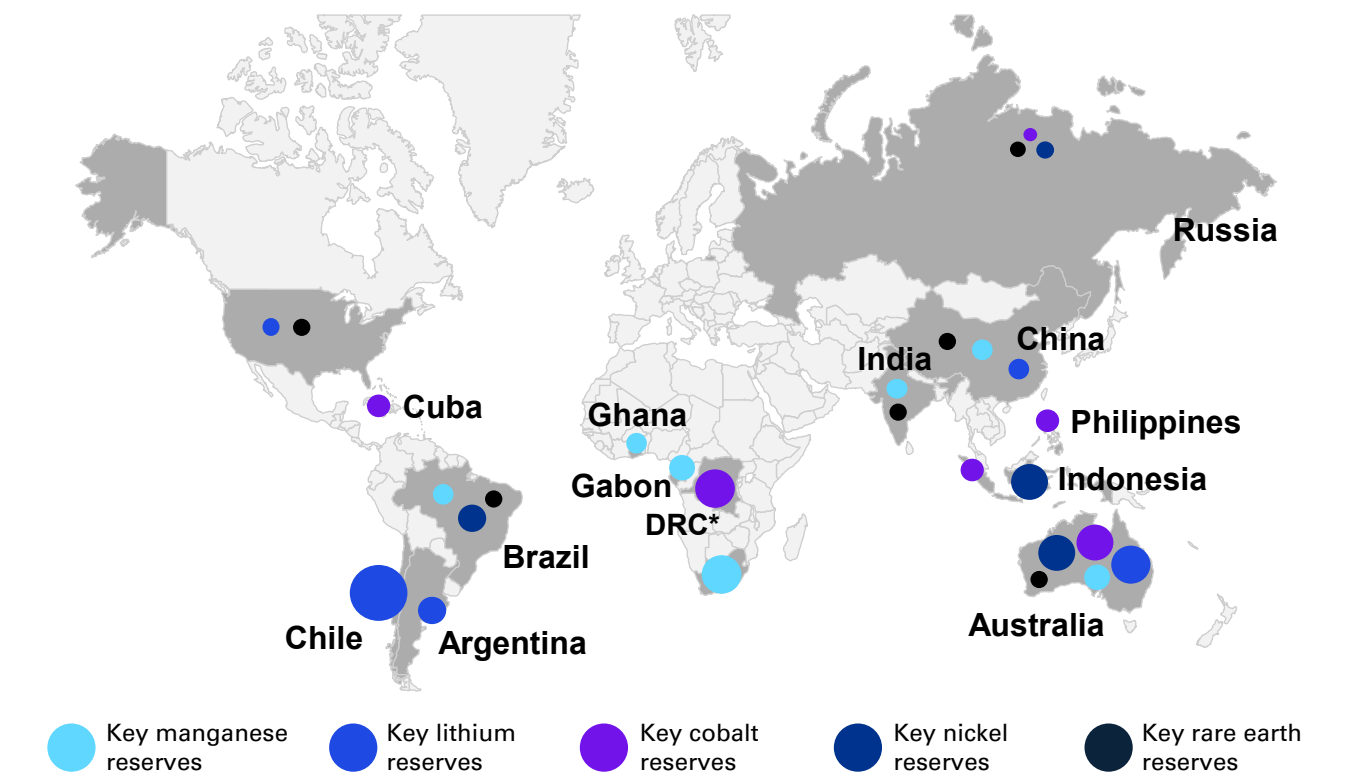 Russia
China
India
Cuba
Ghana
Philippines
Gabon
Indonesia
DRC*
Brazil
Australia
Chile
Argentina
Key manganese
reserves
Key lithium
reserves
Key cobalt
reserves
Key nickel
reserves
Key rare earth
reserves